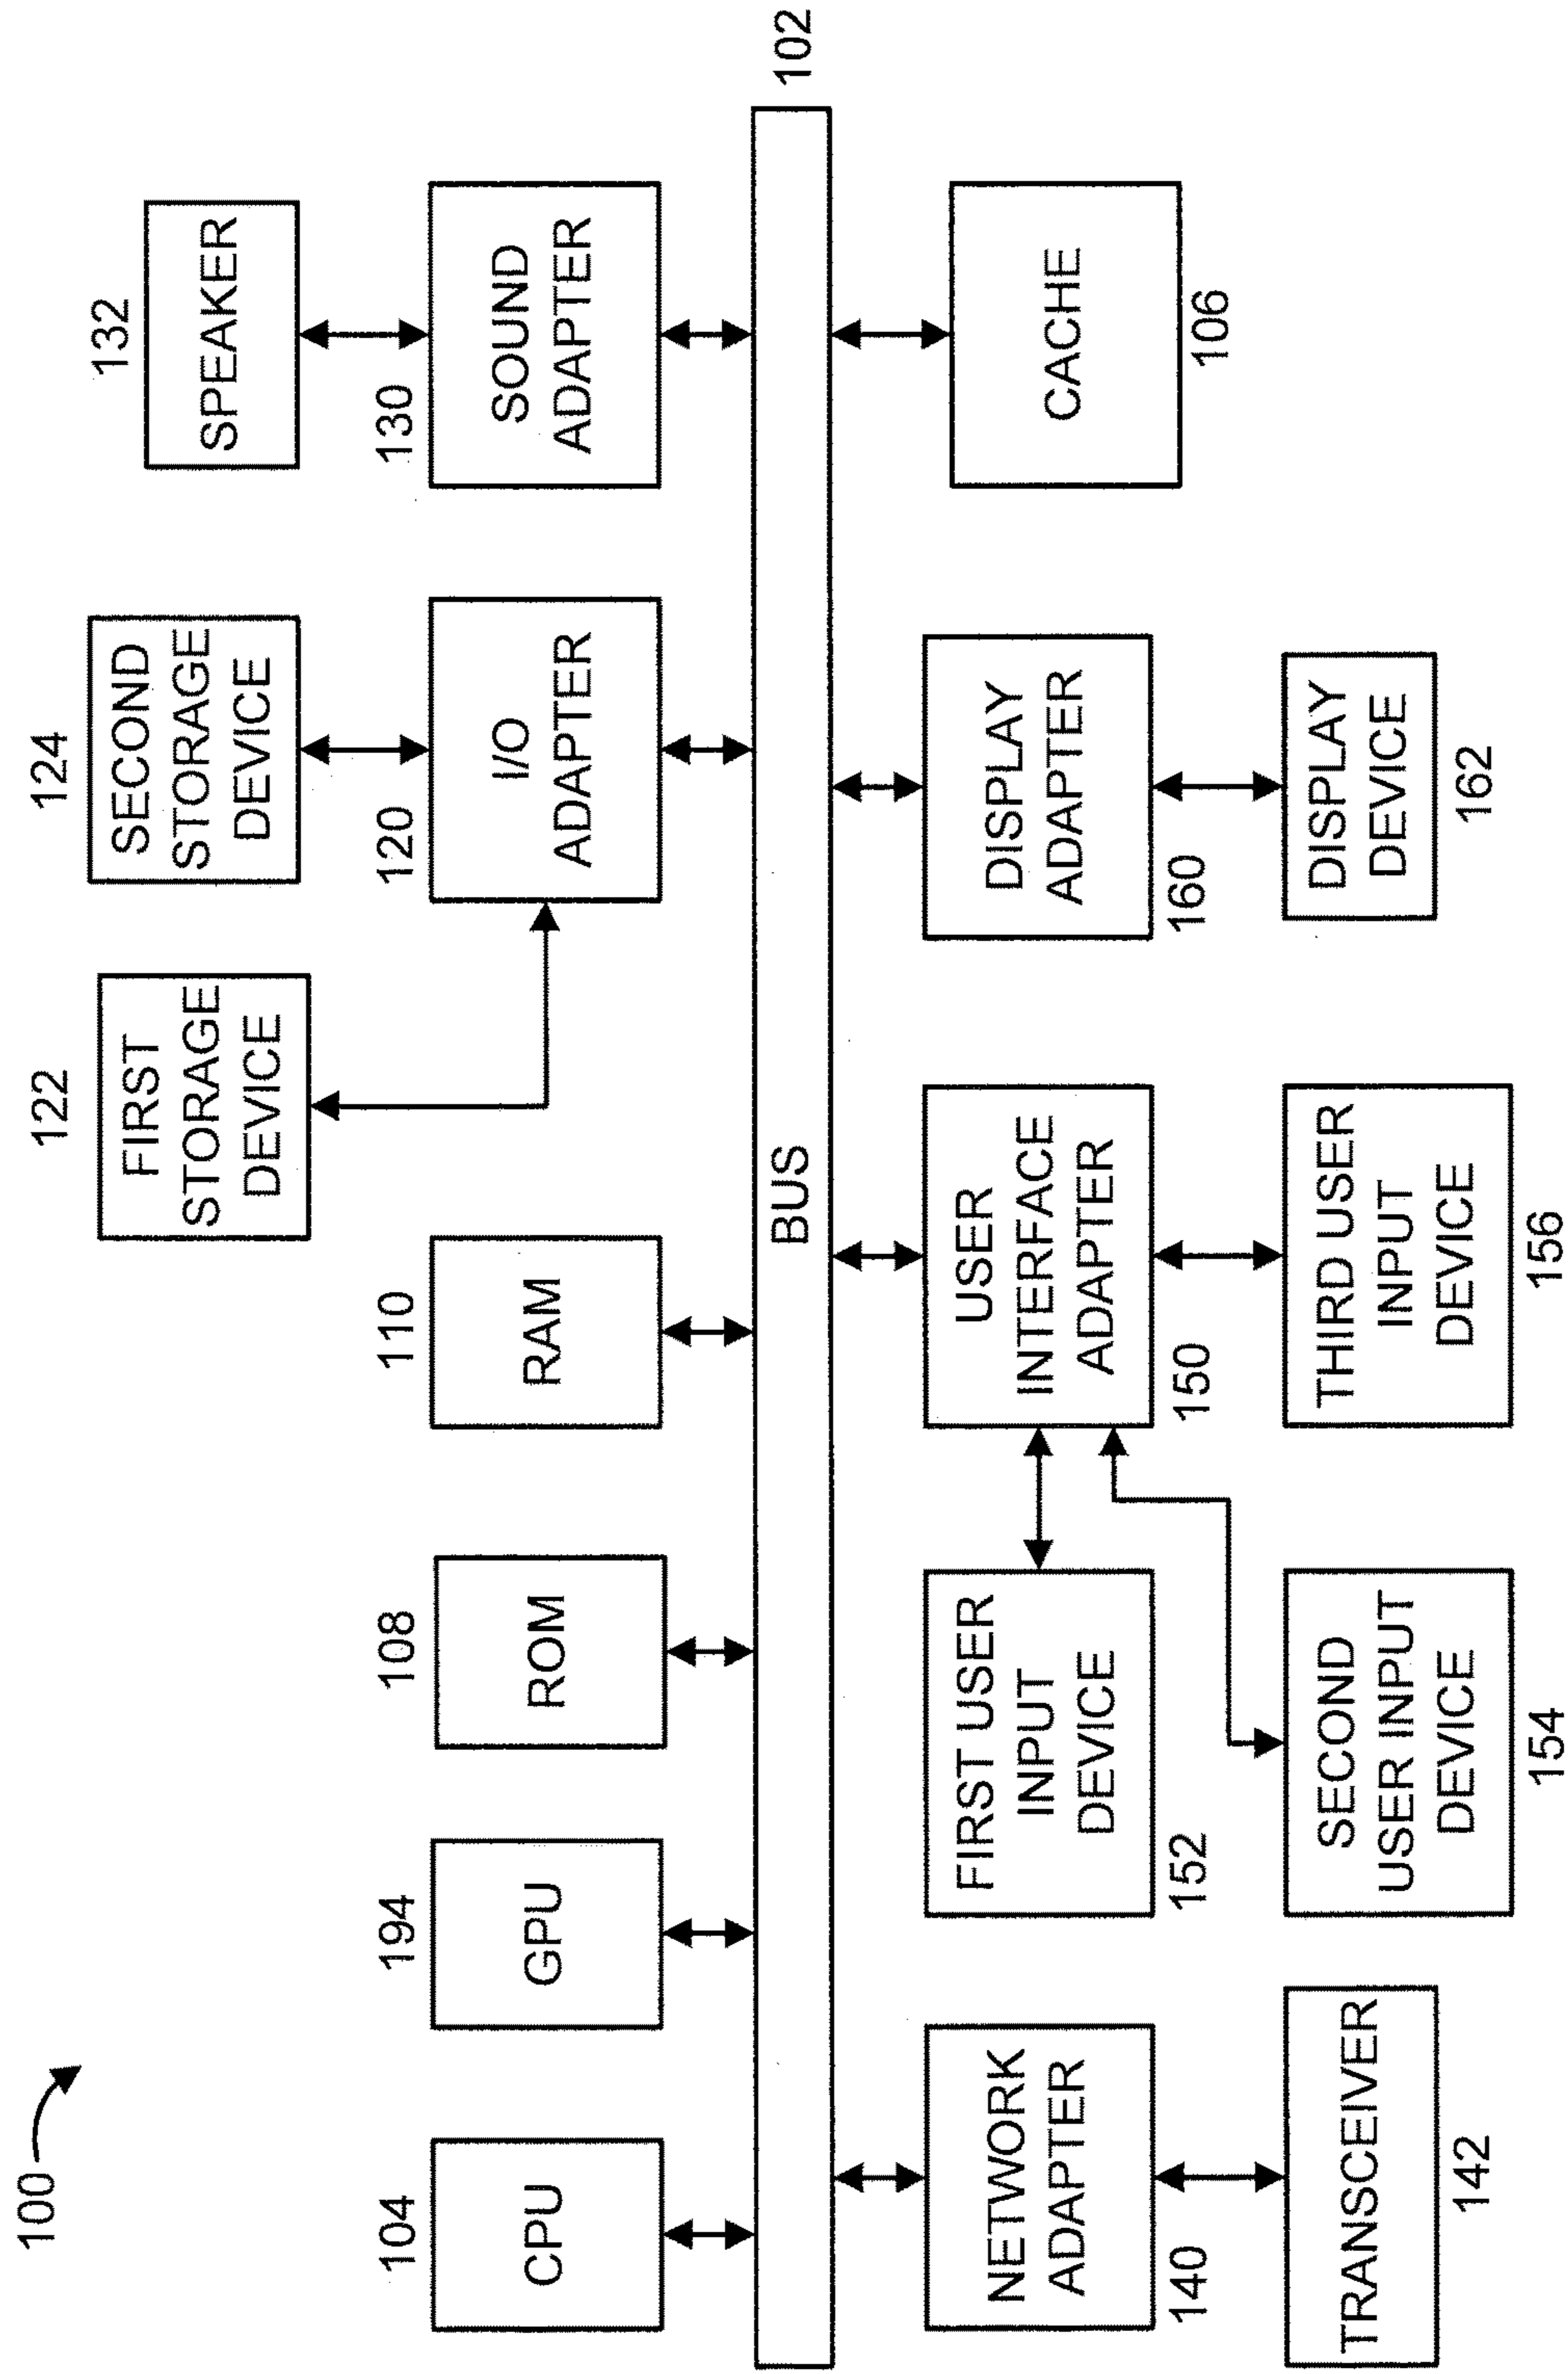 100
104
CPU
194
GPU
108
ROM
110
RAM
122
FIRST
STORAGE
DEVICE
124
SECOND
STORAGE
DEVICE
120
I/O
ADAPTER
132
SPEAKER
130
SOUND
ADAPTER
BUS
102
NETWORK
ADAPTER
140
TRANSCEIVER
142
FIRST USER
INPUT
DEVICE
152
SECOND
USER INPUT
DEVICE
154
USER
INTERFACE
ADAPTER
150
THIRD USER
INPUT
DEVICE
156
DISPLAY
ADAPTER
160
DISPLAY
DEVICE
162
CACHE
106